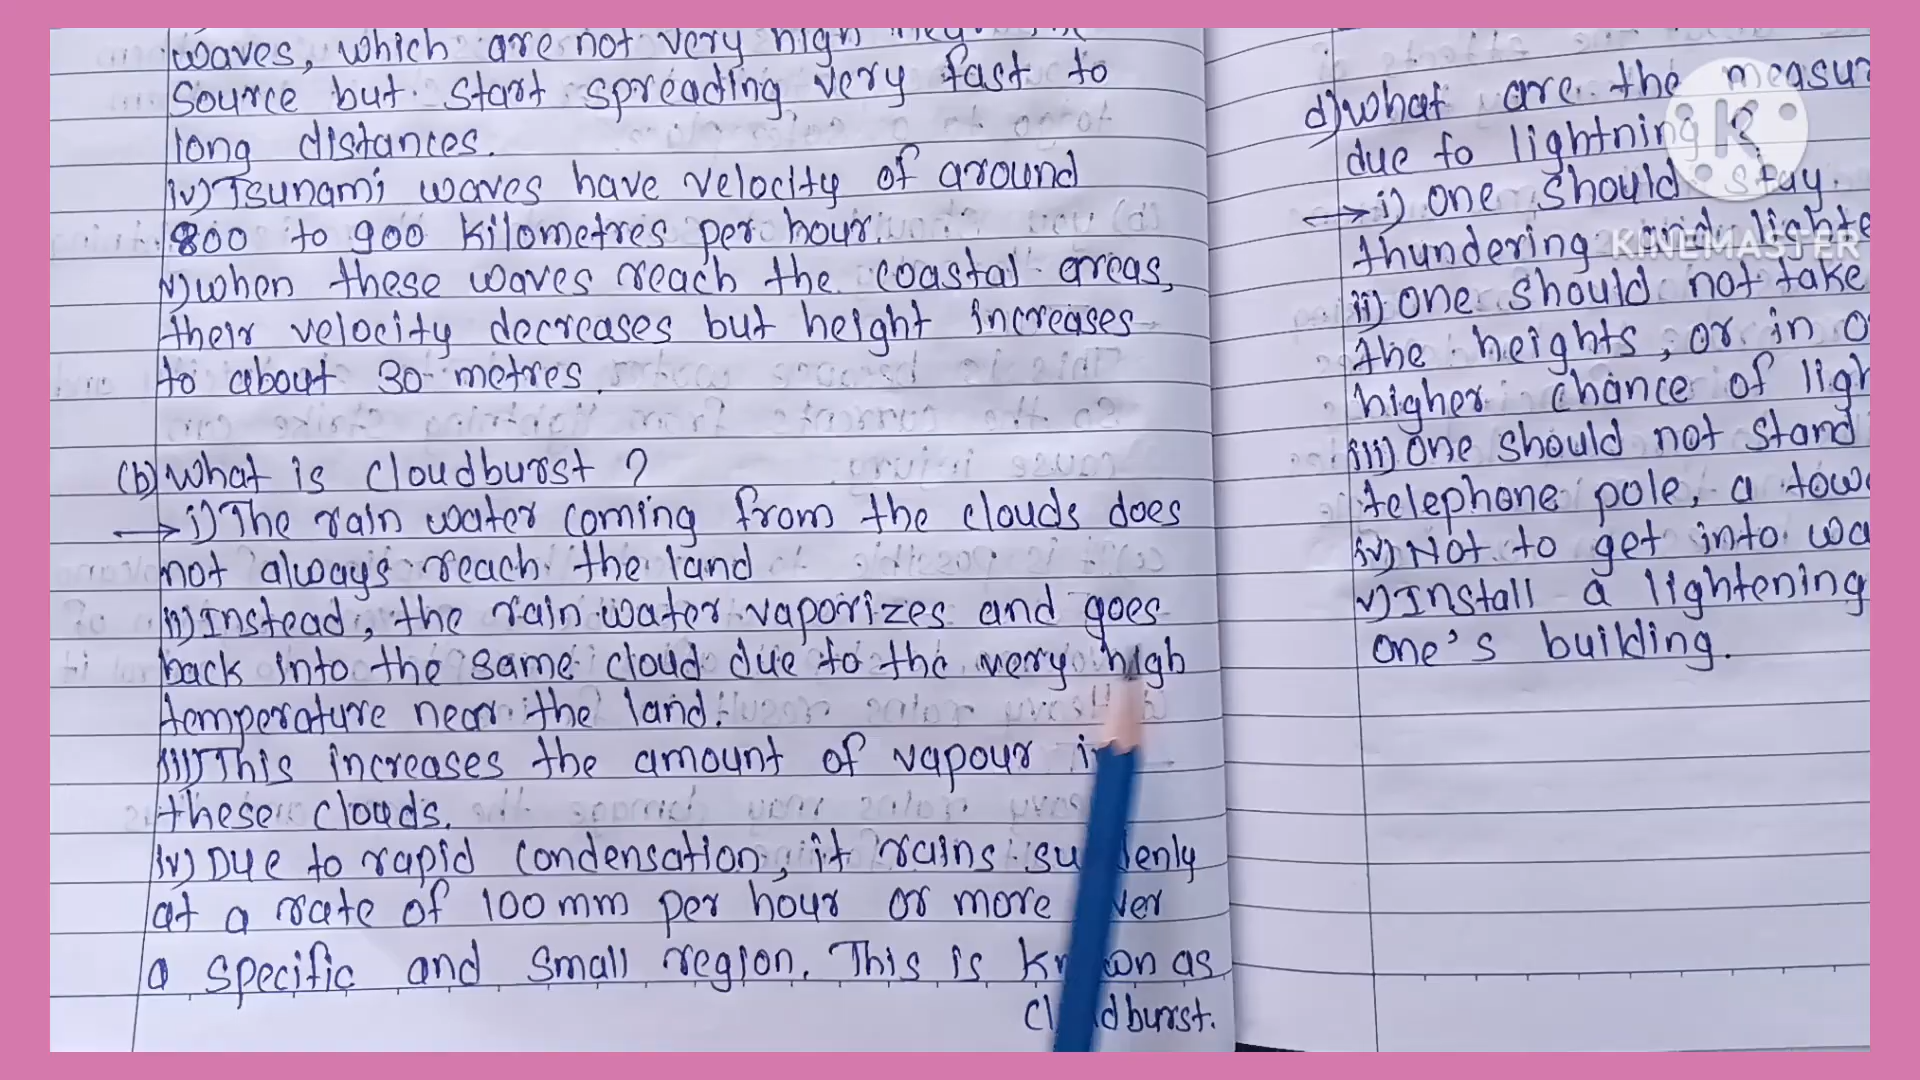 waves, which are not very high
Source but start spreading very fast to
long distances.
iv) Tsunami waves have velocity of around
800 to 900 kilometres per hour.
v) when these waves reach the coastal areas,
their velocity decreases but height increases
to about 30 metres.
(b) What is cloudburst ?
→ i) The rain water coming from the clouds does
not always reach the land
ii) Instead, the rain water vaporizes and goes
back into the same cloud due to the very high
temperature near the land.
iii) This increases the amount of vapour
these clouds.
iv) Due to rapid condensation, it rains suddenly
at a rate of 100 mm per hour or more over
a specific and small region. This is known as
cloudburst.
d) what are the measur
due to lightning ?
→ i) one should stay
thundering and lighte
ii) one should not take
the heights, or in o
higher chance of ligh
iii) one should not stand
telephone pole, a towe
iv) Not to get into wa
v) Install a lightening
one's building.
K
KINEMASTER